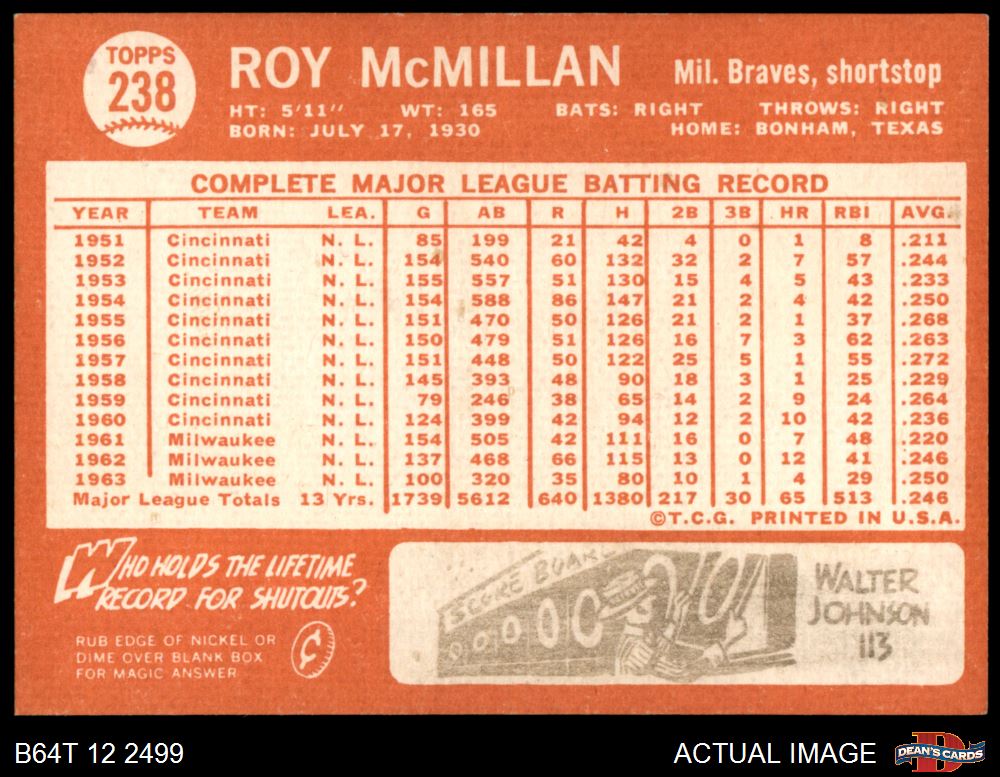 TOPPS
238
ROY McMILLAN
Mil. Braves, shortstop
HT: 5'11" WT: 165 BATS: RIGHT THROWS: RIGHT
BORN: JULY 17, 1930 HOME: BONHAM, TEXAS
COMPLETE MAJOR LEAGUE BATTING RECORD
YEAR TEAM LEA. G AB R H 2B 3B HR RBI AVG.
1951 Cincinnati N. L. 85 199 21 42 4 0 1 8 .211
1952 Cincinnati N. L. 154 540 60 132 32 2 7 57 .244
1953 Cincinnati N. L. 155 557 51 130 15 4 5 43 .233
1954 Cincinnati N. L. 154 588 86 147 21 2 4 42 .250
1955 Cincinnati N. L. 151 470 50 126 21 2 1 37 .268
1956 Cincinnati N. L. 150 479 51 126 16 7 3 62 .263
1957 Cincinnati N. L. 151 448 50 122 25 5 1 55 .272
1958 Cincinnati N. L. 145 393 48 90 18 3 1 25 .229
1959 Cincinnati N. L. 79 246 38 65 14 2 9 24 .264
1960 Cincinnati N. L. 124 399 42 94 12 2 10 42 .236
1961 Milwaukee N. L. 154 505 42 111 16 0 7 48 .220
1962 Milwaukee N. L. 137 468 66 115 13 0 12 41 .246
1963 Milwaukee N. L. 100 320 35 80 10 1 4 29 .250
Major League Totals 13 Yrs. 1739 5612 640 1380 217 30 65 513 .246
©T.C.G. PRINTED IN U.S.A.
WHO HOLDS THE LIFETIME
RECORD FOR SHUTOUTS?
RUB EDGE OF NICKEL OR
DIME OVER BLANK BOX
FOR MAGIC ANSWER
SCORE BOARD
WALTER
JOHNSON
113
B64T 12 2499
ACTUAL IMAGE
DEAN'S CARDS